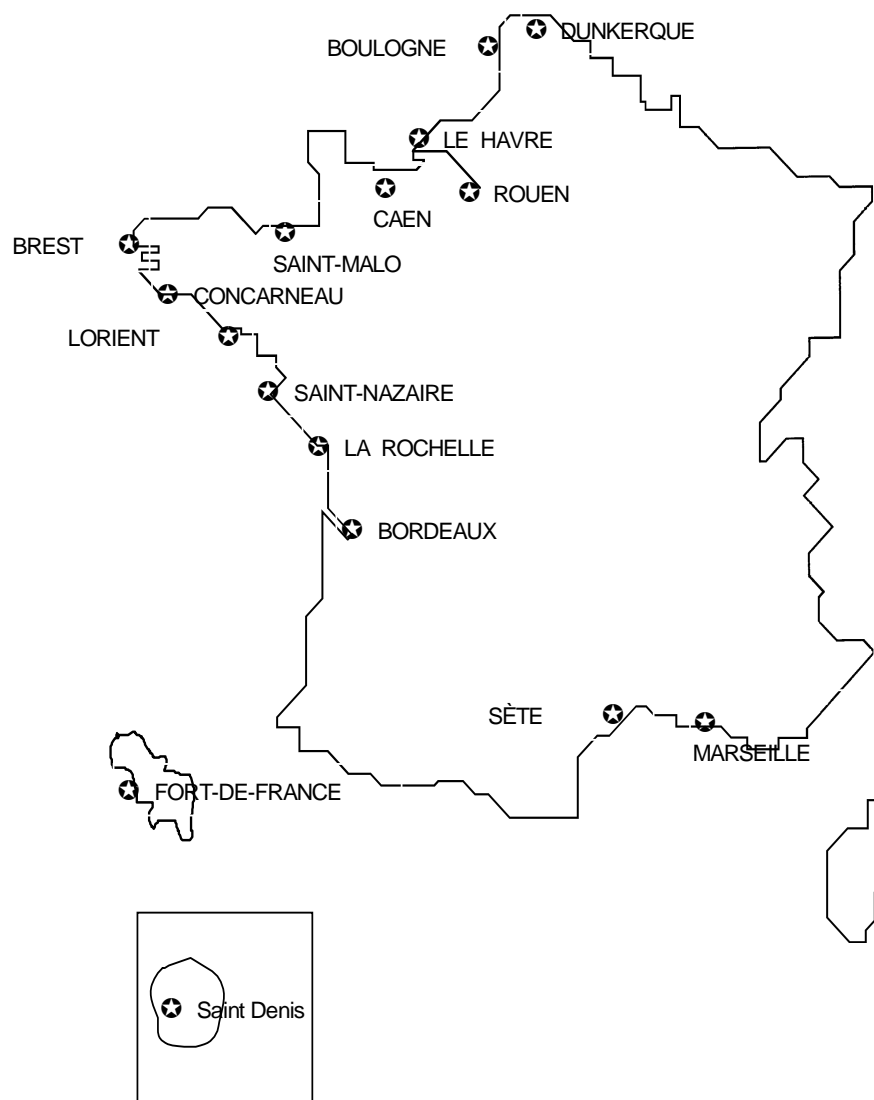 DUNKERQUE
BOULOGNE
LE HAVRE
ROUEN
CAEN
BREST
SAINT-MALO
CONCARNEAU
LORIENT
SAINT-NAZAIRE
LA ROCHELLE
BORDEAUX
SÈTE
MARSEILLE
FORT-DE-FRANCE
Saint Denis